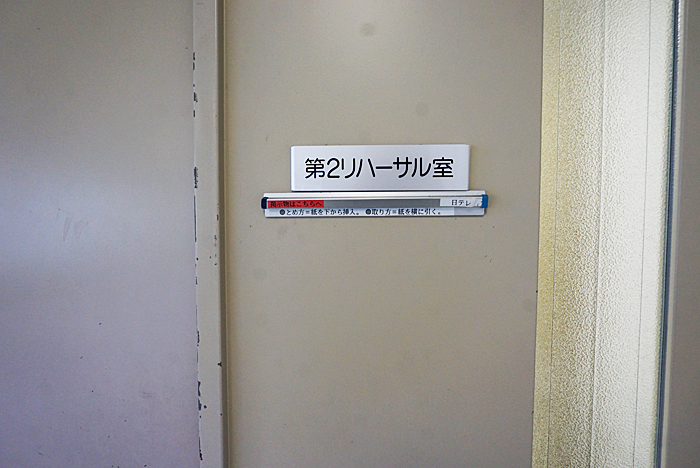 第2リハーサル室
掲示物はこちらへ 日テレ
●とめ方＝紙を下から挿入。 ●取り方＝紙を横に引く。